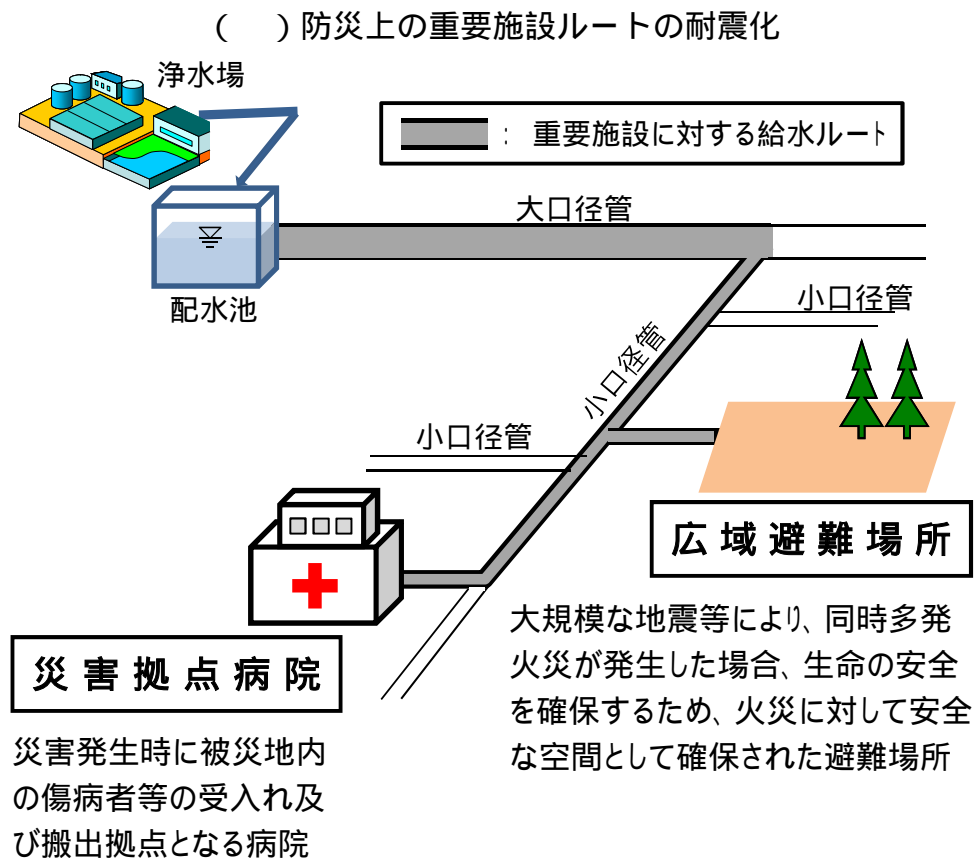 (　)防災上の重要施設ルートの耐震化
浄水場
: 重要施設に対する給水ルート
大口径管
配水池
小口径管
小口径管
小口径管
広域避難場所
大規模な地震等により、同時多発
火災が発生した場合、生命の安全
を確保するため、火災に対して安全
な空間として確保された避難場所
災害拠点病院
災害発生時に被災地内
の傷病者等の受入れ及
び搬出拠点となる病院